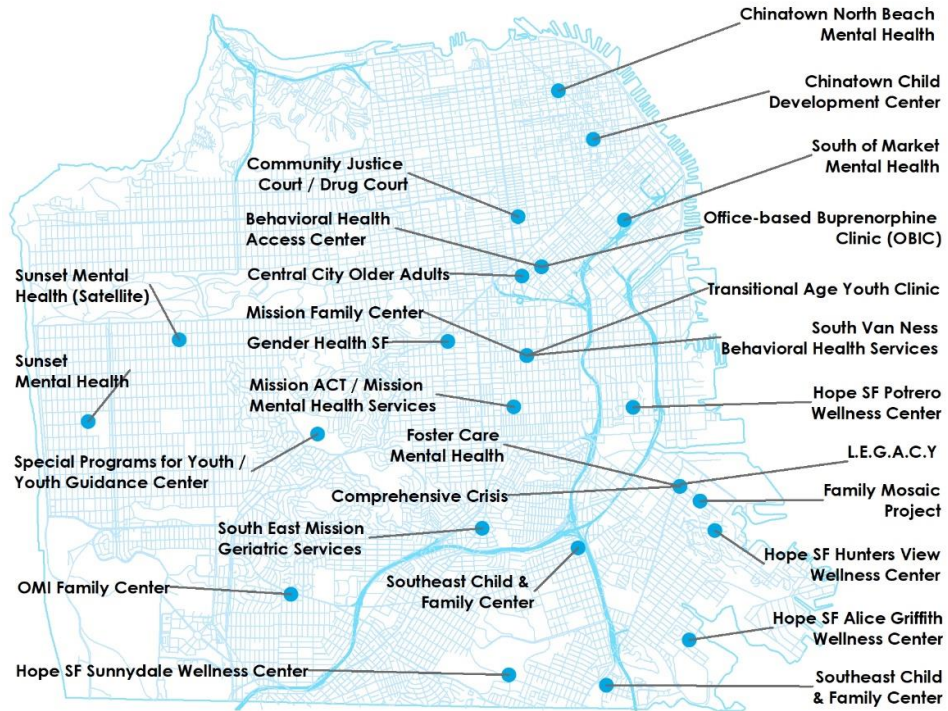 Chinatown North Beach
Mental Health
Chinatown Child
Development Center
South of Market
Mental Health
Community Justice
Court / Drug Court
Behavioral Health
Access Center
Office-based Buprenorphine
Clinic (OBIC)
Central City Older Adults
Sunset Mental
Health (Satellite)
Transitional Age Youth Clinic
Mission Family Center
Gender Health SF
South Van Ness
Behavioral Health Services
Sunset
Mental Health
Mission ACT / Mission
Mental Health Services
Hope SF Potrero
Wellness Center
Foster Care
Mental Health
L.E.G.A.C.Y
Special Programs for Youth /
Youth Guidance Center
Comprehensive Crisis
Family Mosaic
Project
South East Mission
Geriatric Services
Hope SF Hunters View
Wellness Center
OMI Family Center
Southeast Child &
Family Center
Hope SF Alice Griffith
Wellness Center
Hope SF Sunnydale Wellness Center
Southeast Child
& Family Center